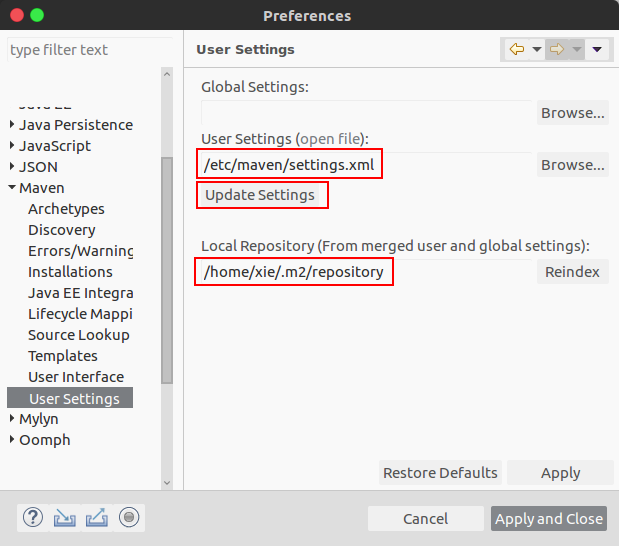 Preferences
type filter text
Java EE
Java Persistence
JavaScript
JSON
Maven
Archetypes
Discovery
Errors/Warning
Installations
Java EE Integra
Lifecycle Mappi
Source Lookup
Templates
User Interface
User Settings
Mylyn
Oomph
User Settings
Global Settings:
Browse...
User Settings (open file):
/etc/maven/settings.xml
Browse...
Update Settings
Local Repository (From merged user and global settings):
/home/xie/.m2/repository
Reindex
Restore Defaults
Apply
Cancel
Apply and Close